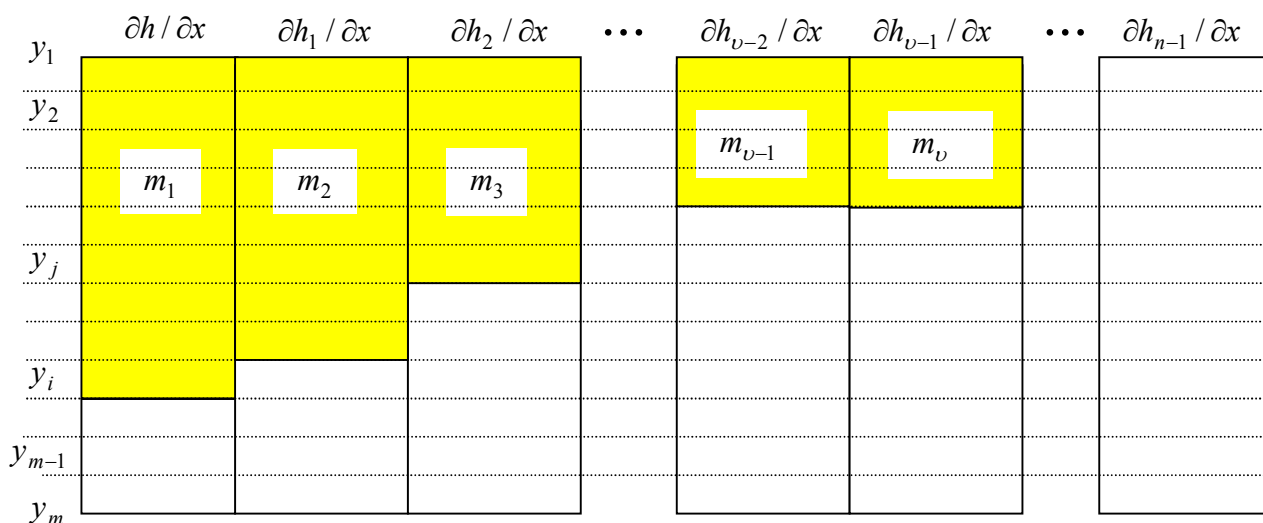 ∂h / ∂x ∂h₁ / ∂x ∂h₂ / ∂x ••• ∂h_{υ−2} / ∂x ∂h_{υ−1} / ∂x ••• ∂h_{n−1} / ∂x
y₁
y₂
m₁ m₂ m₃ m_{υ−1} m_υ
y_j
y_i
y_{m−1}
y_m